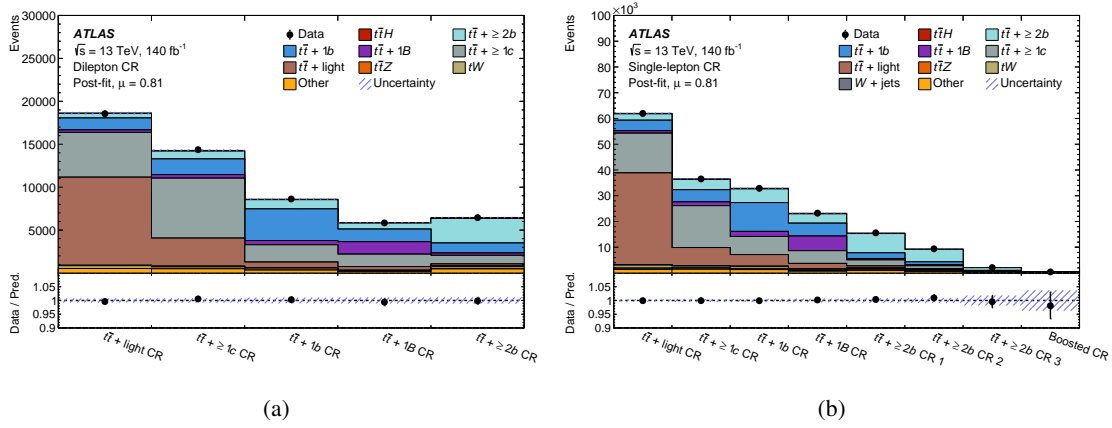 Events
30000
25000
20000
15000
10000
5000
ATLAS
√s = 13 TeV, 140 fb⁻¹
Dilepton CR
Post-fit, μ = 0.81
Data tt̄H tt̄ + ≥ 2b
tt̄ + 1b tt̄ + 1B tt̄ + ≥ 1c
tt̄ + light tt̄Z tW
Other Uncertainty
Data / Pred.
1.05
1
0.95
0.9
tt̄ + light CR
tt̄ + ≥ 1c CR
tt̄ + 1b CR
tt̄ + 1B CR
tt̄ + ≥ 2b CR
(a)
Events
×10³
100
90
80
70
60
50
40
30
20
10
ATLAS
√s = 13 TeV, 140 fb⁻¹
Single-lepton CR
Post-fit, μ = 0.81
Data tt̄H tt̄ + ≥ 2b
tt̄ + 1b tt̄ + 1B tt̄ + ≥ 1c
tt̄ + light tt̄Z tW
W + jets Other Uncertainty
Data / Pred.
1.05
1
0.95
0.9
tt̄ + light CR
tt̄ + ≥ 1c CR
tt̄ + 1b CR
tt̄ + 1B CR
tt̄ + ≥ 2b CR 1
tt̄ + ≥ 2b CR 2
tt̄ + ≥ 2b CR 3
Boosted CR
(b)